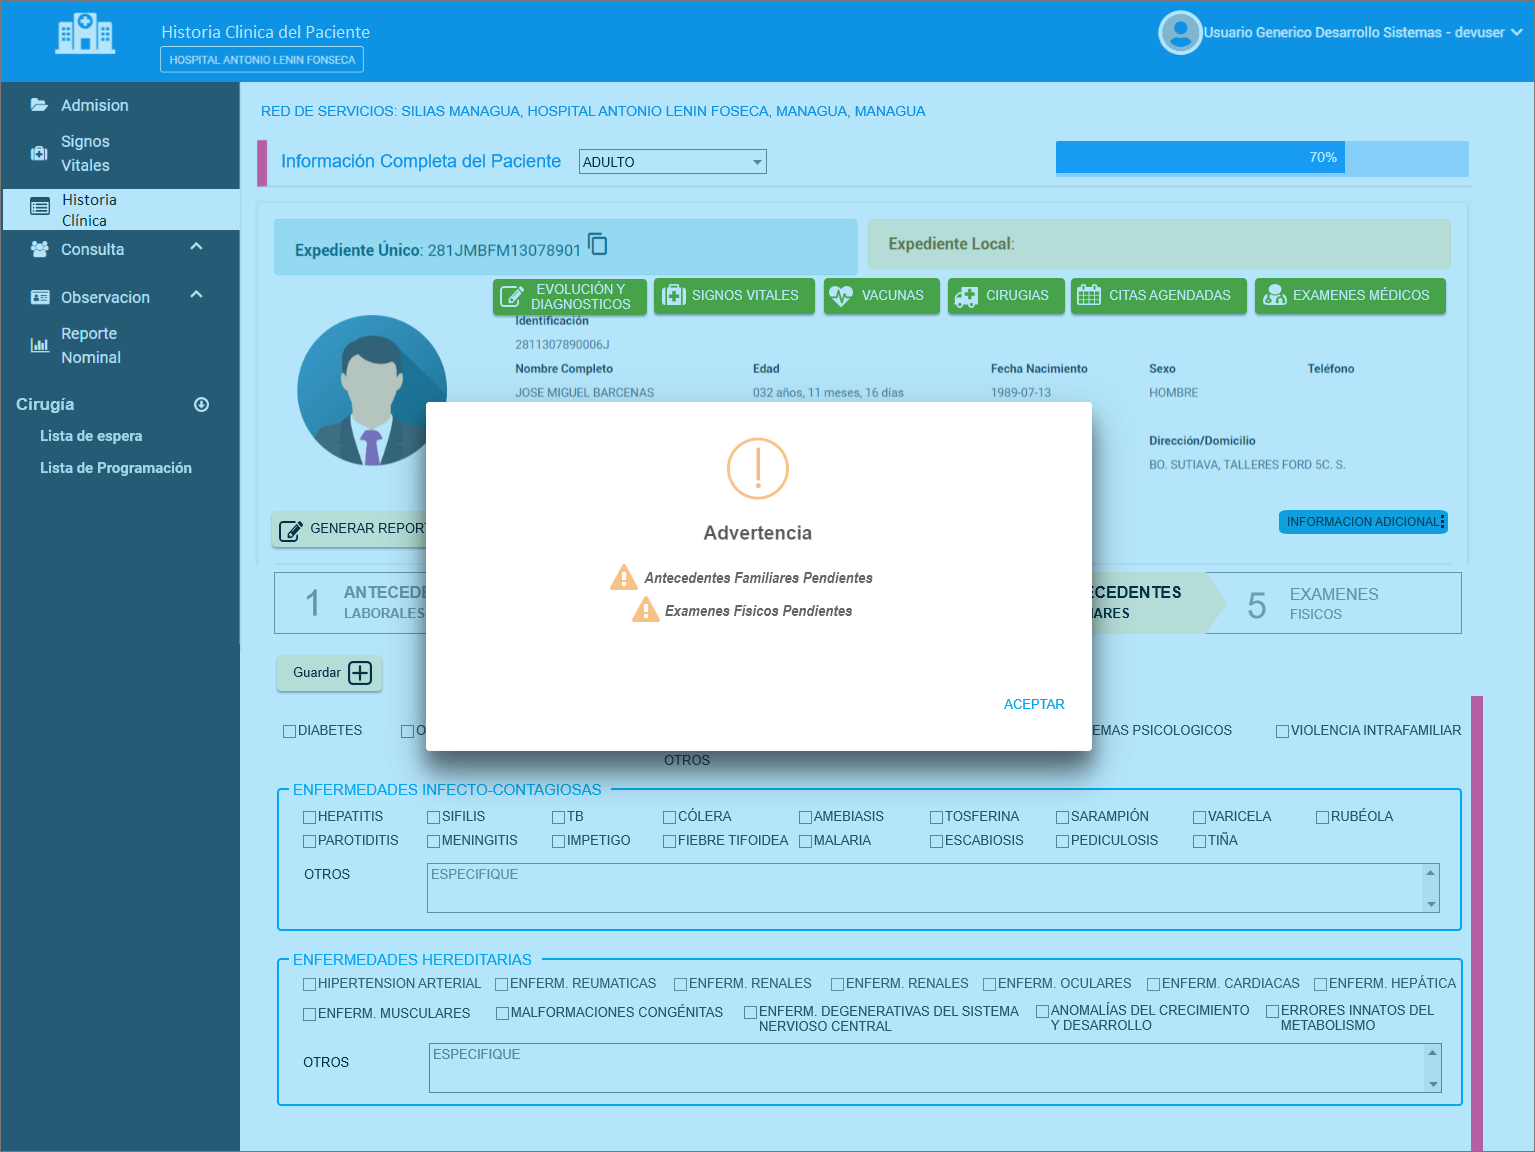 Historia Clinica del Paciente
HOSPITAL ANTONIO LENIN FONSECA
Usuario Generico Desarrollo Sistemas - devuser
Admision
Signos
Vitales
Historia
Clínica
Consulta
Observacion
Reporte
Nominal
Cirugía
Lista de espera
Lista de Programación
RED DE SERVICIOS: SILIAS MANAGUA, HOSPITAL ANTONIO LENIN FOSECA, MANAGUA, MANAGUA
Información Completa del Paciente
ADULTO
70%
Expediente Único: 281JMBFM13078901
Expediente Local:
EVOLUCIÓN Y
DIAGNOSTICOS
SIGNOS VITALES
VACUNAS
CIRUGIAS
CITAS AGENDADAS
EXAMENES MÉDICOS
Identificación
2811307890006J
Nombre Completo
Edad
Fecha Nacimiento
Sexo
Teléfono
JOSE MIGUEL BARCENAS
032 años, 11 meses, 16 días
1989-07-13
HOMBRE
Dirección/Domicilio
BO. SUTIAVA, TALLERES FORD 5C. S.
GENERAR REPORT
INFORMACION ADICIONAL
Advertencia
Antecedentes Familiares Pendientes
Examenes Físicos Pendientes
ACEPTAR
1 ANTECEDE
LABORALES
ECEDENTES
IARES
5 EXAMENES
FISICOS
Guardar
DIABETES
O
EMAS PSICOLOGICOS
VIOLENCIA INTRAFAMILIAR
OTROS
ENFERMEDADES INFECTO-CONTAGIOSAS
HEPATITIS SIFILIS TB CÓLERA AMEBIASIS TOSFERINA SARAMPIÓN VARICELA RUBÉOLA
PAROTIDITIS MENINGITIS IMPETIGO FIEBRE TIFOIDEA MALARIA ESCABIOSIS PEDICULOSIS TIÑA
OTROS
ESPECIFIQUE
ENFERMEDADES HEREDITARIAS
HIPERTENSION ARTERIAL ENFERM. REUMATICAS ENFERM. RENALES ENFERM. RENALES ENFERM. OCULARES ENFERM. CARDIACAS ENFERM. HEPÁTICA
ENFERM. MUSCULARES
MALFORMACIONES CONGÉNITAS
ENFERM. DEGENERATIVAS DEL SISTEMA
NERVIOSO CENTRAL
ANOMALÍAS DEL CRECIMIENTO
Y DESARROLLO
ERRORES INNATOS DEL
METABOLISMO
OTROS
ESPECIFIQUE